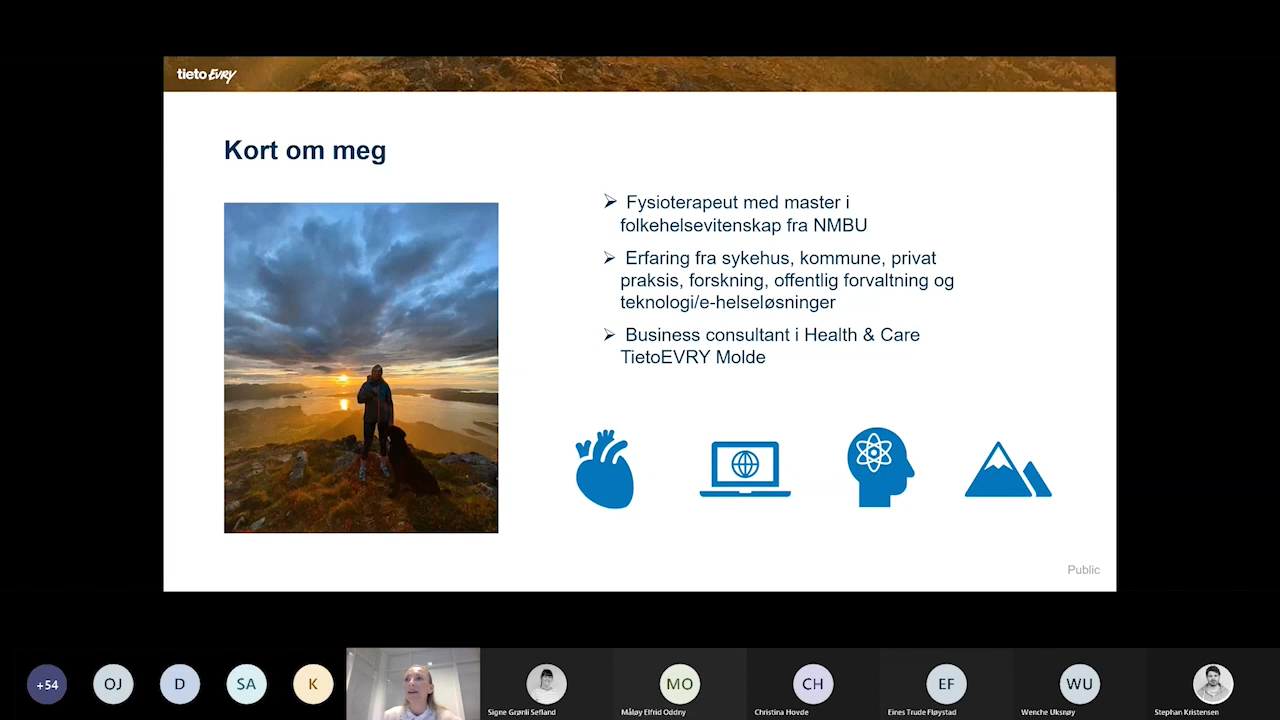 tieto EVRY
Kort om meg
Fysioterapeut med master i
folkehelsevitenskap fra NMBU
Erfaring fra sykehus, kommune, privat
praksis, forskning, offentlig forvaltning og
teknologi/e-helseløsninger
Business consultant i Health & Care
TietoEVRY Molde
Public
+54
OJ
D
SA
K
MO
CH
EF
WU
Signe Grønli Sefland
Måløy Elfrid Oddny
Christina Hovde
Eines Trude Fløystad
Wenche Uksnøy
Stephan Kristensen